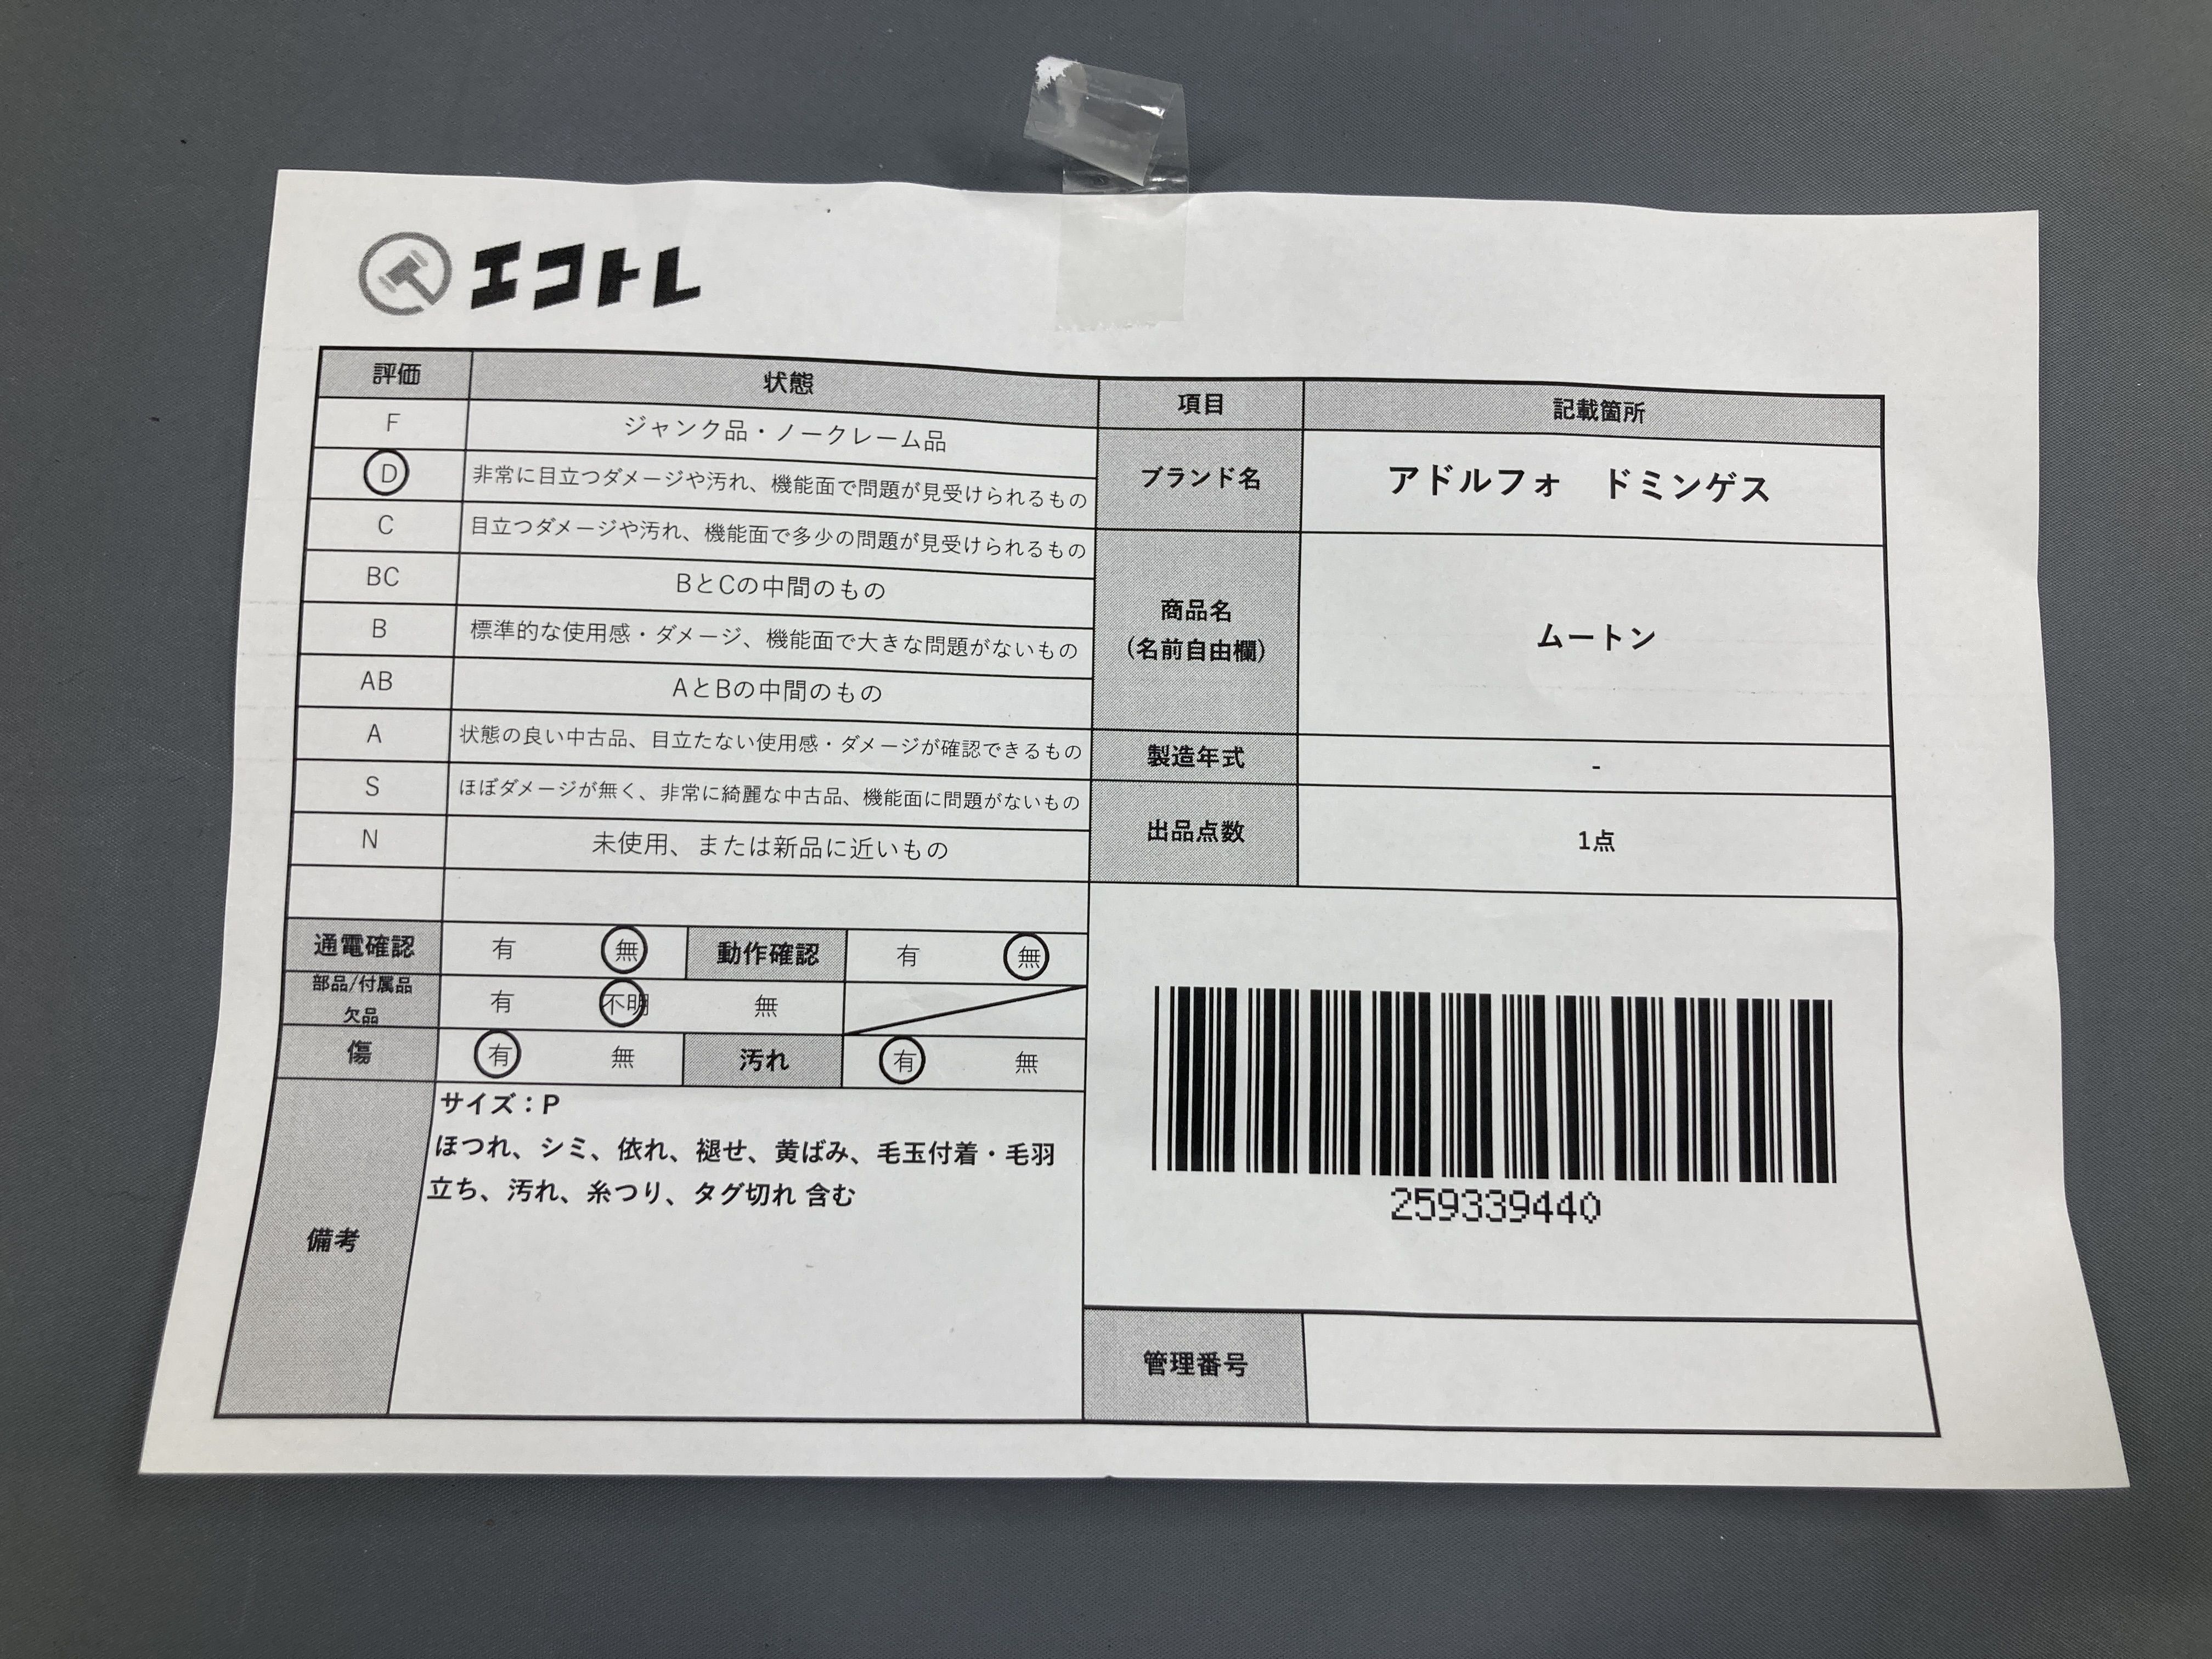 エコトレ
評価 状態
F ジャンク品・ノークレーム品
D 非常に目立つダメージや汚れ、機能面で問題が見受けられるもの
C 目立つダメージや汚れ、機能面で多少の問題が見受けられるもの
BC BとCの中間のもの
B 標準的な使用感・ダメージ、機能面で大きな問題がないもの
AB AとBの中間のもの
A 状態の良い中古品、目立たない使用感・ダメージが確認できるもの
S ほぼダメージが無く、非常に綺麗な中古品、機能面に問題がないもの
N 未使用、または新品に近いもの
通電確認 有 無 動作確認 有 無
部品/付属品
欠品 有 不明 無
傷 有 無 汚れ 有 無
備考
サイズ：P
ほつれ、シミ、依れ、褪せ、黄ばみ、毛玉付着・毛羽
立ち、汚れ、糸つり、タグ切れ 含む
項目 記載箇所
ブランド名 アドルフォ　ドミンゲス
商品名
（名前自由欄） ムートン
製造年式 -
出品点数 1点
259339440
管理番号